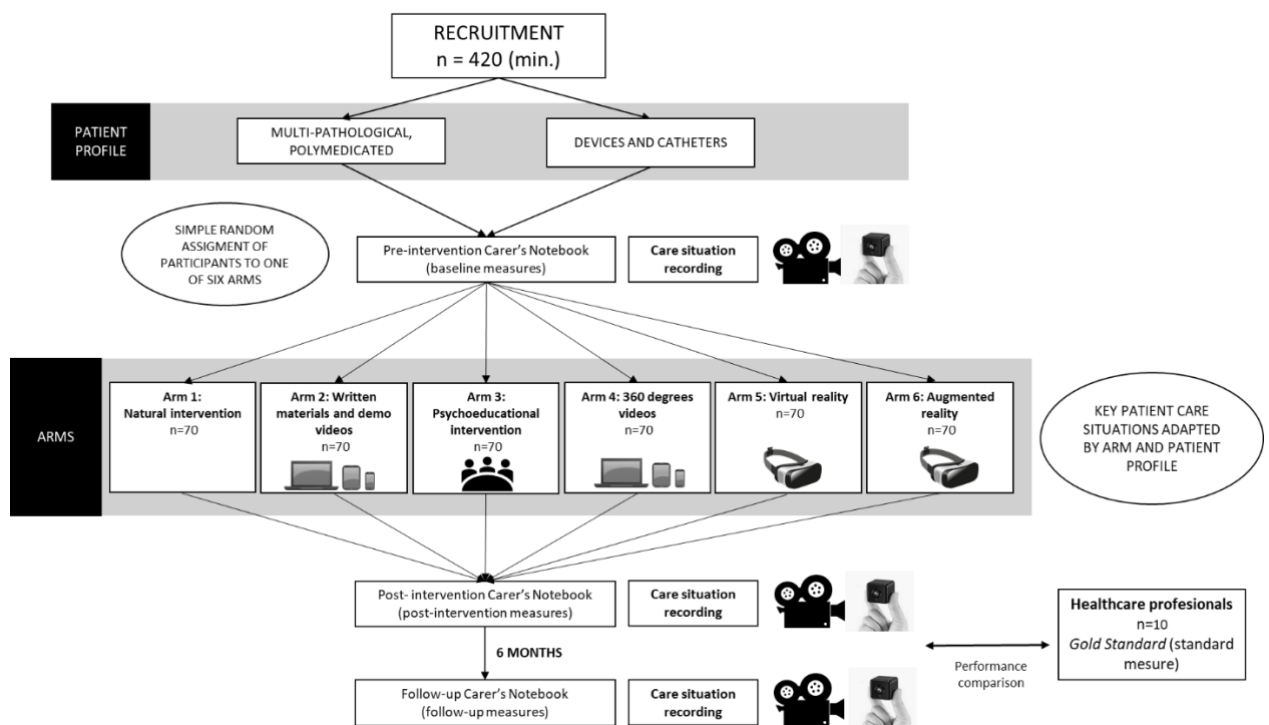 RECRUITMENT
n = 420 (min.)
PATIENT
PROFILE
MULTI-PATHOLOGICAL,
POLYMEDICATED
DEVICES AND CATHETERS
SIMPLE RANDOM
ASSIGMENT OF
PARTICIPANTS TO ONE
OF SIX ARMS
Pre-intervention Carer's Notebook
(baseline measures)
Care situation
recording
ARMS
Arm 1:
Natural intervention
n=70
Arm 2: Written
materials and demo
videos
n=70
Arm 3:
Psychoeducational
intervention
n=70
Arm 4: 360 degrees
videos
n=70
Arm 5: Virtual reality
n=70
Arm 6: Augmented
reality
n=70
KEY PATIENT CARE
SITUATIONS ADAPTED
BY ARM AND PATIENT
PROFILE
Post- intervention Carer's Notebook
(post-intervention measures)
Care situation
recording
6 MONTHS
Healthcare profesionals
n=10
Gold Standard (standard
mesure)
Performance
comparison
Follow-up Carer's Notebook
(follow-up measures)
Care situation
recording